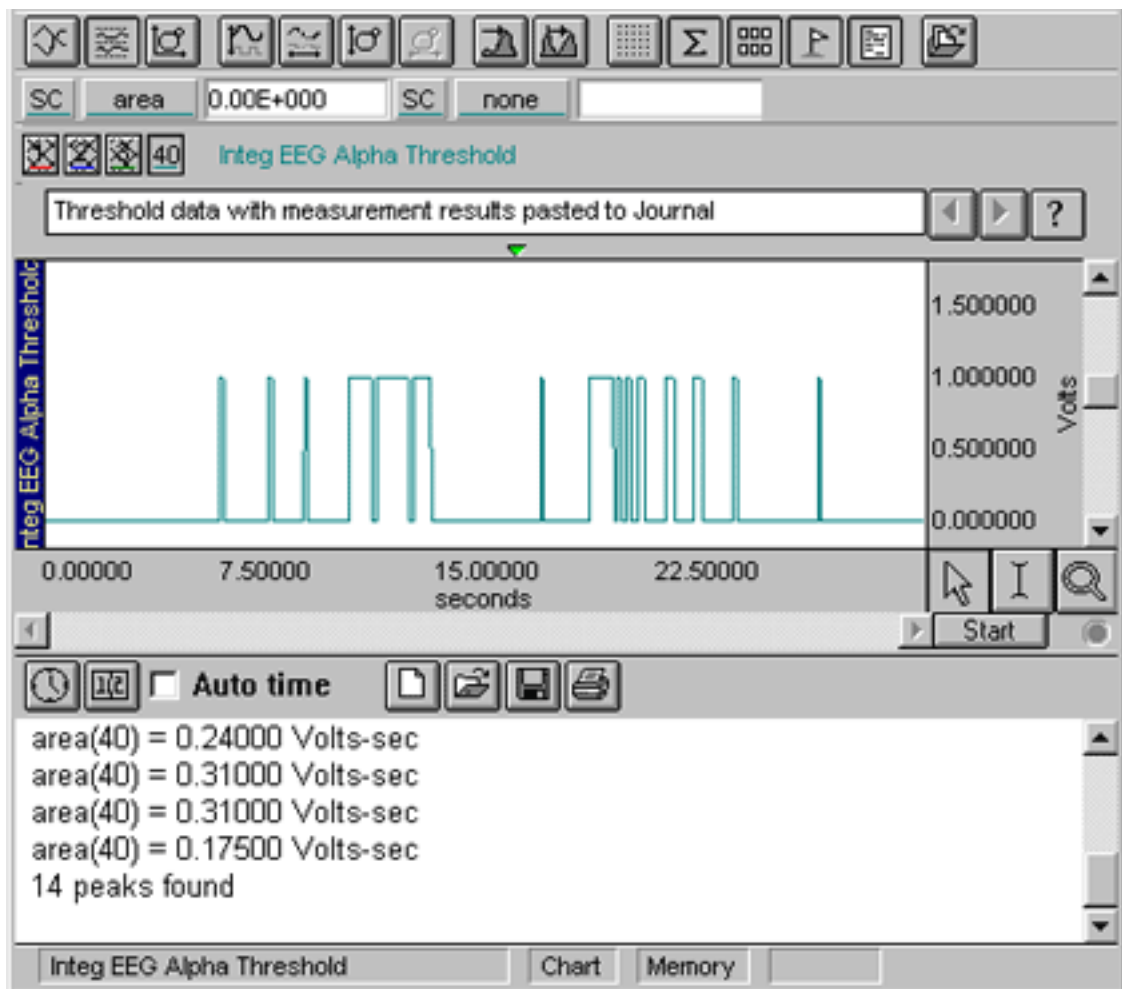 SC area 0.00E+000 SC none
40 Integ EEG Alpha Threshold
Threshold data with measurement results pasted to Journal
?
nteg EEG Alpha Threshold
1.500000
1.000000
0.500000
0.000000
Volts
0.00000 7.50000 15.00000 22.50000
seconds
Start
Auto time
area(40) = 0.24000 Volts-sec
area(40) = 0.31000 Volts-sec
area(40) = 0.31000 Volts-sec
area(40) = 0.17500 Volts-sec
14 peaks found
Integ EEG Alpha Threshold Chart Memory